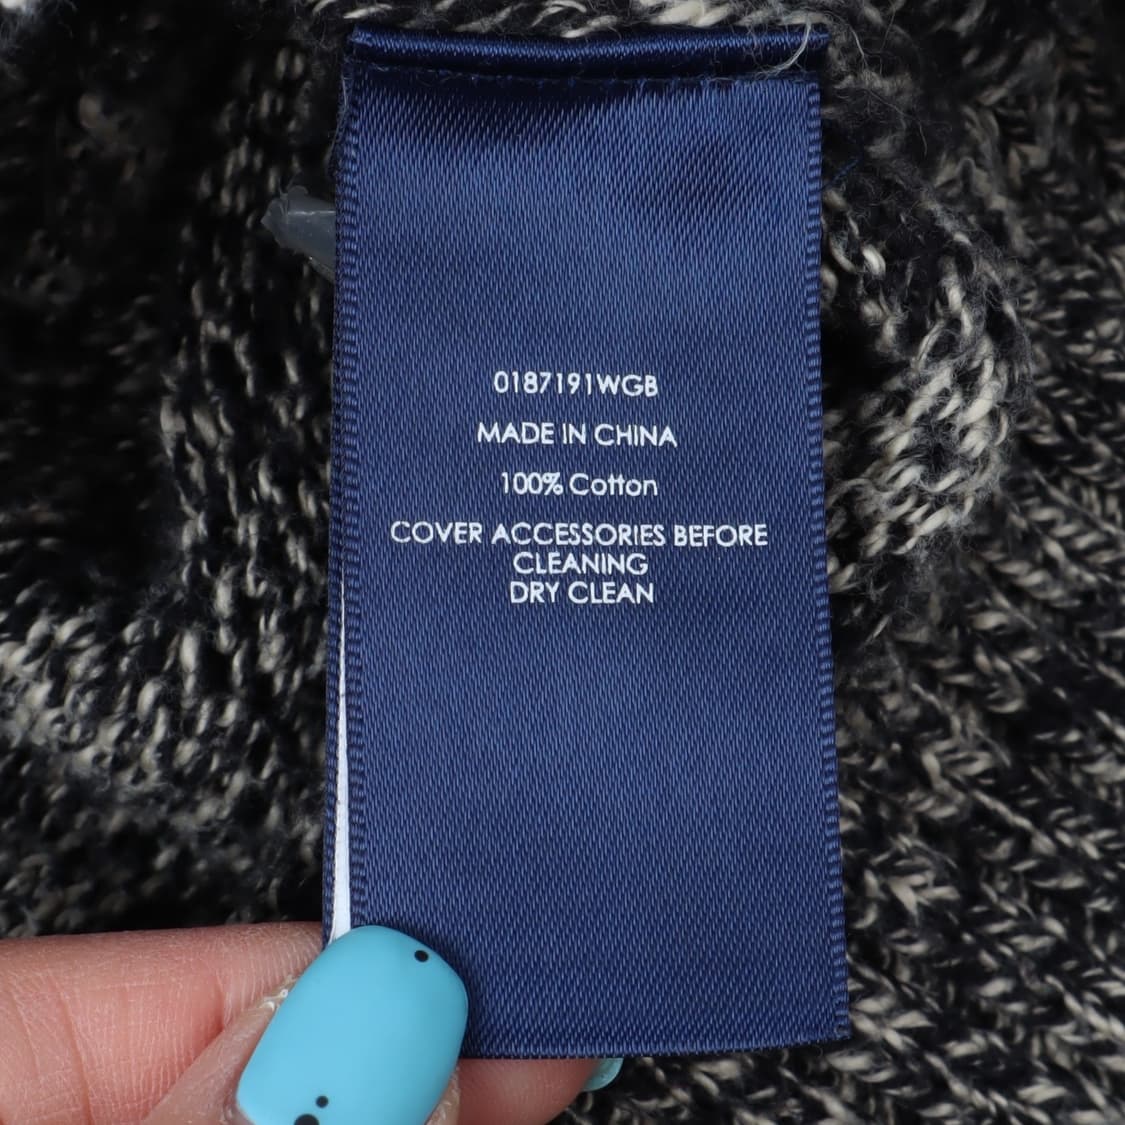 0187191WGB
MADE IN CHINA
100% Cotton
COVER ACCESSORIES BEFORE
CLEANING
DRY CLEAN